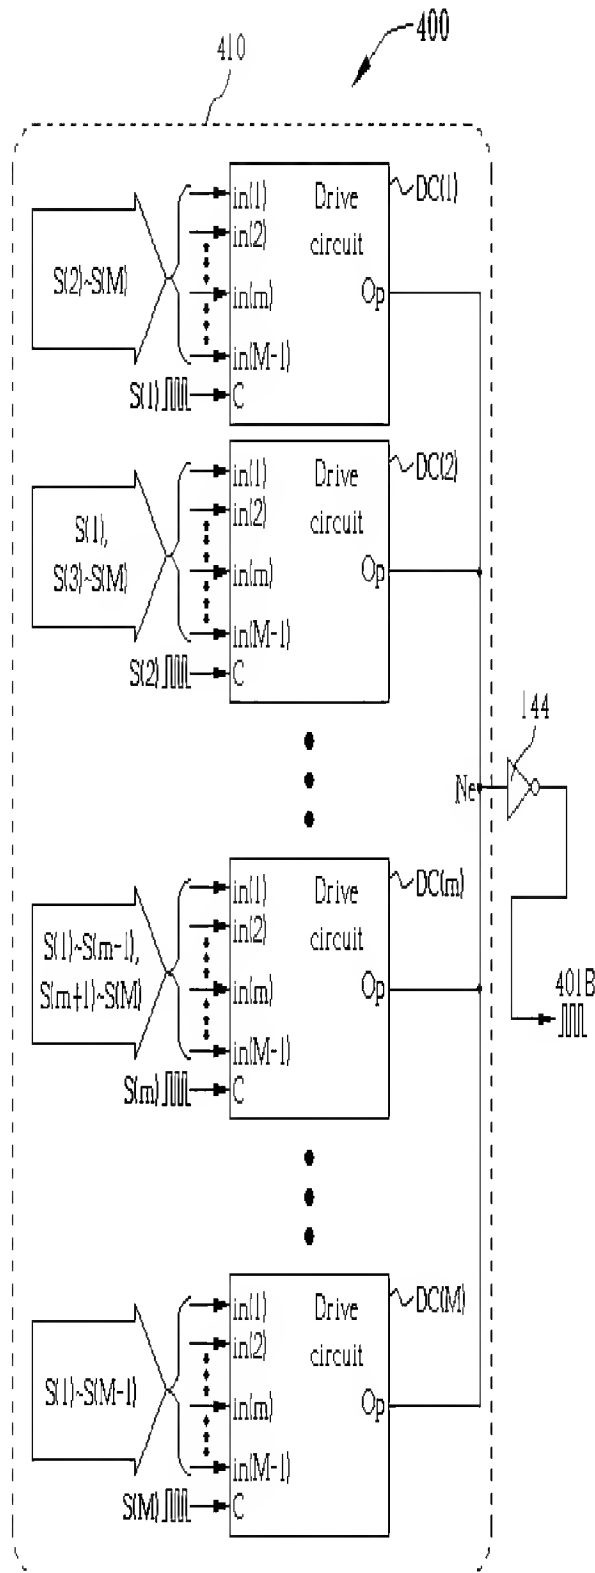 400
410
in(1) Drive DC(1)
in(2) circuit
S(2)~S(M)
in(m) Op
in(M-1)
S(1) C
in(1) Drive DC(2)
in(2) circuit
S(1),
S(3)~S(M)
in(m) Op
in(M-1)
S(2) C
144
Ne
in(1) Drive DC(m)
in(2) circuit
S(1)~S(m-1),
S(m+1)~S(M)
in(m) Op
401B
in(M-1)
S(m) C
in(1) Drive DC(M)
in(2) circuit
S(1)~S(M-1)
in(m) Op
in(M-1)
S(M) C